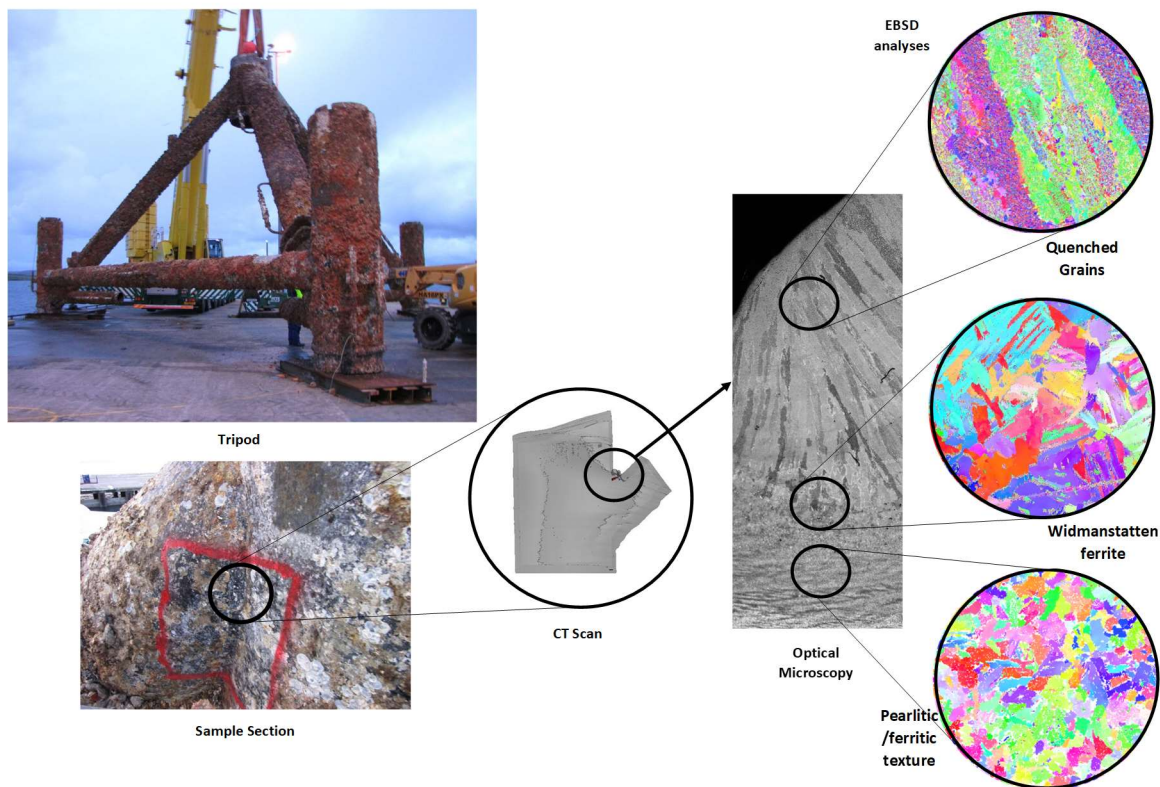 EBSD
analyses
Quenched
Grains
Tripod
Widmanstatten
ferrite
CT Scan
Optical
Microscopy
Pearlitic
/ferritic
texture
Sample Section